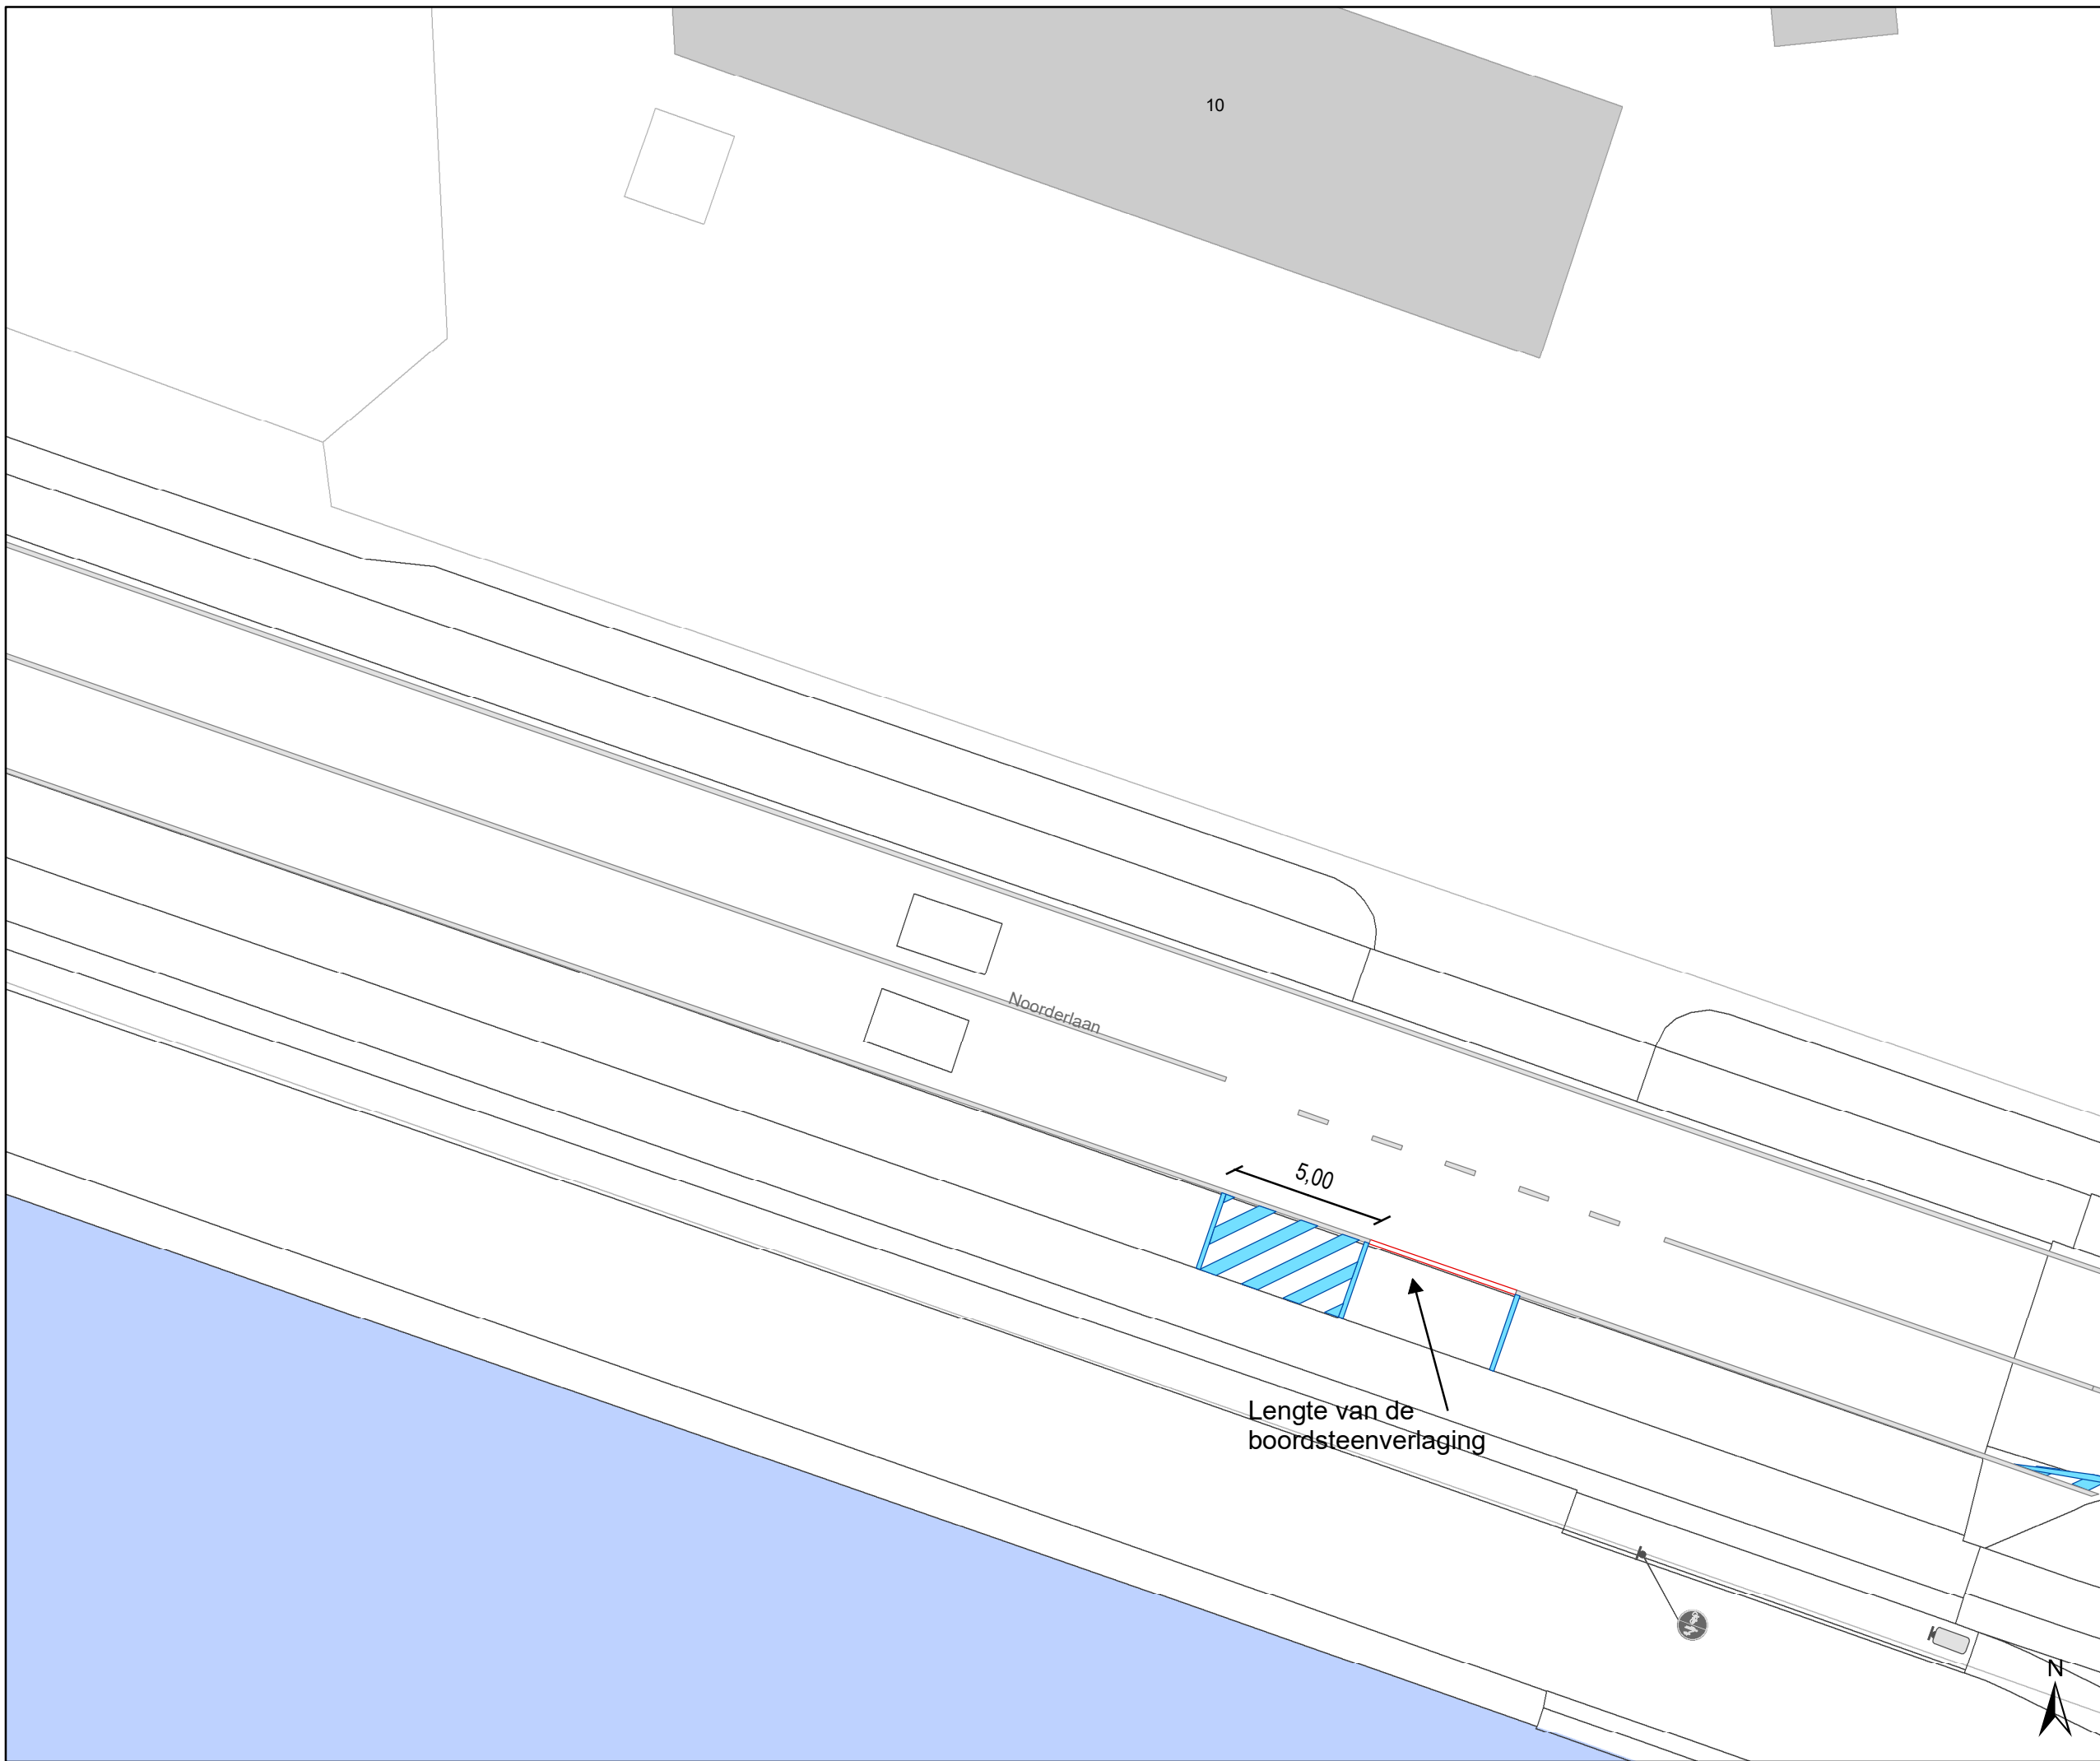 10
Noorderlaan
5,00
Lengte van de
boordsteenverlaging
N